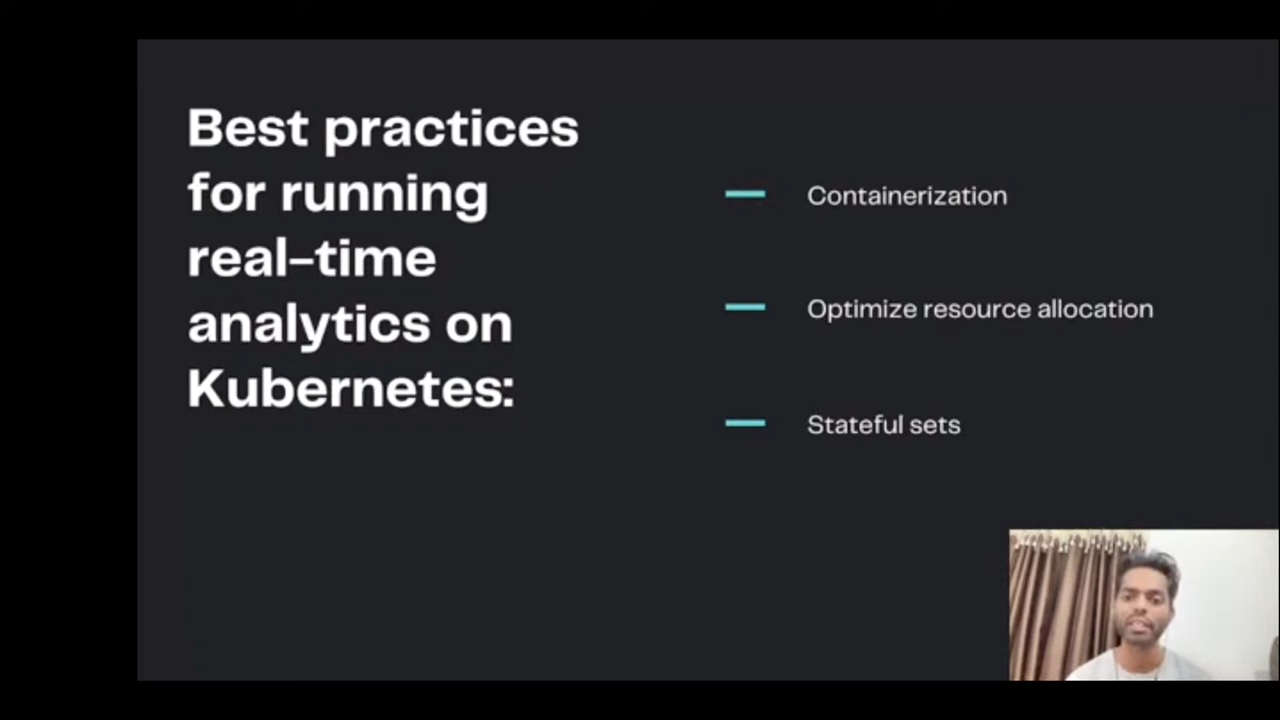 Best practices
for running
real-time
analytics on
Kubernetes:
Containerization
Optimize resource allocation
Stateful sets